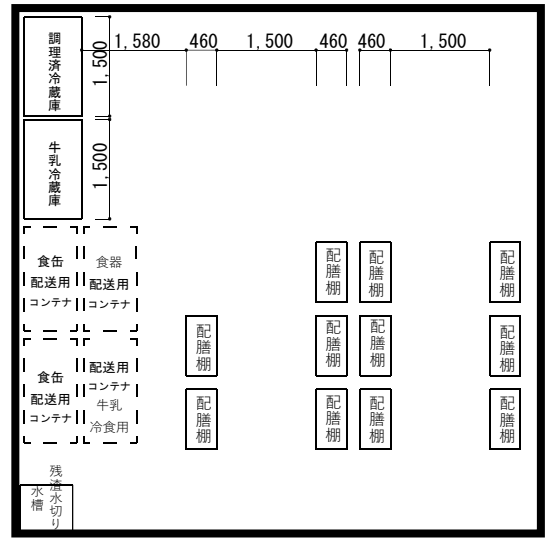 調理済冷蔵庫
1,580
460
1,500
460
460
1,500
1,500
牛乳冷蔵庫
1,500
食缶
配送用
コンテナ
食器
配送用
コンテナ
配膳棚
配膳棚
配膳棚
食缶
配送用
コンテナ
配送用
コンテナ
牛乳
冷食用
配膳棚
配膳棚
配膳棚
配膳棚
配膳棚
配膳棚
配膳棚
配膳棚
残渣水切り
水槽